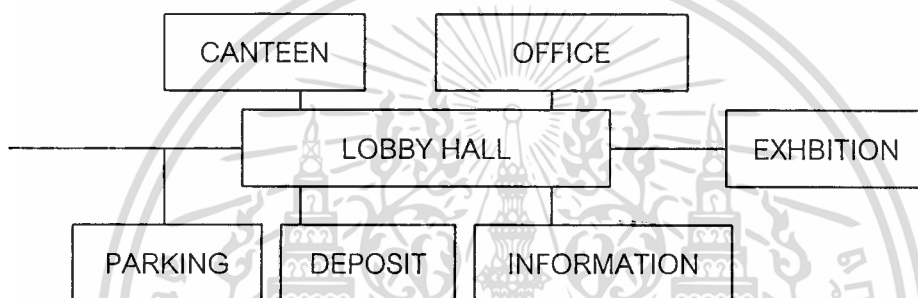 CANTEEN OFFICE
LOBBY HALL EXHBITION
PARKING DEPOSIT INFORMATION